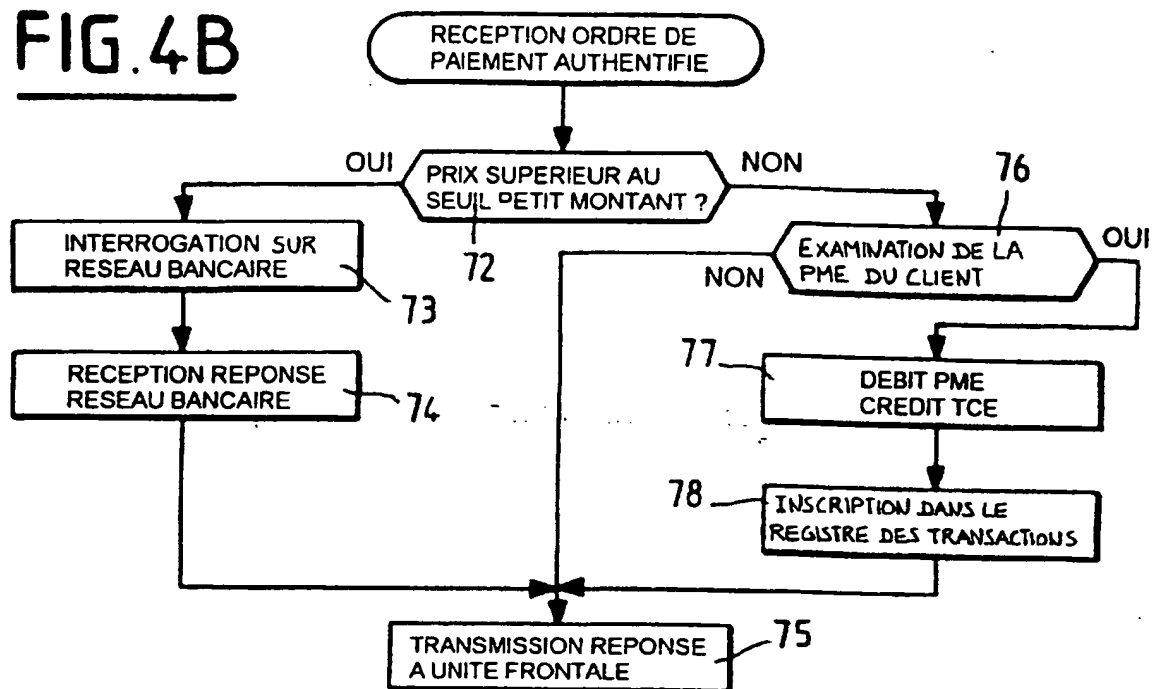 FIG.4B
RECEPTION ORDRE DE
PAIEMENT AUTHENTIFIE
OUI
PRIX SUPERIEUR AU
SEUIL PETIT MONTANT ?
NON
72
76
INTERROGATION SUR
RESEAU BANCAIRE
73
NON
EXAMINATION DE LA
PME DU CLIENT
OUI
RECEPTION REPONSE
RESEAU BANCAIRE
74
77
DEBIT PME
CREDIT TCE
78
INSCRIPTION DANS LE
REGISTRE DES TRANSACTIONS
TRANSMISSION REPONSE
A UNITE FRONTALE
75